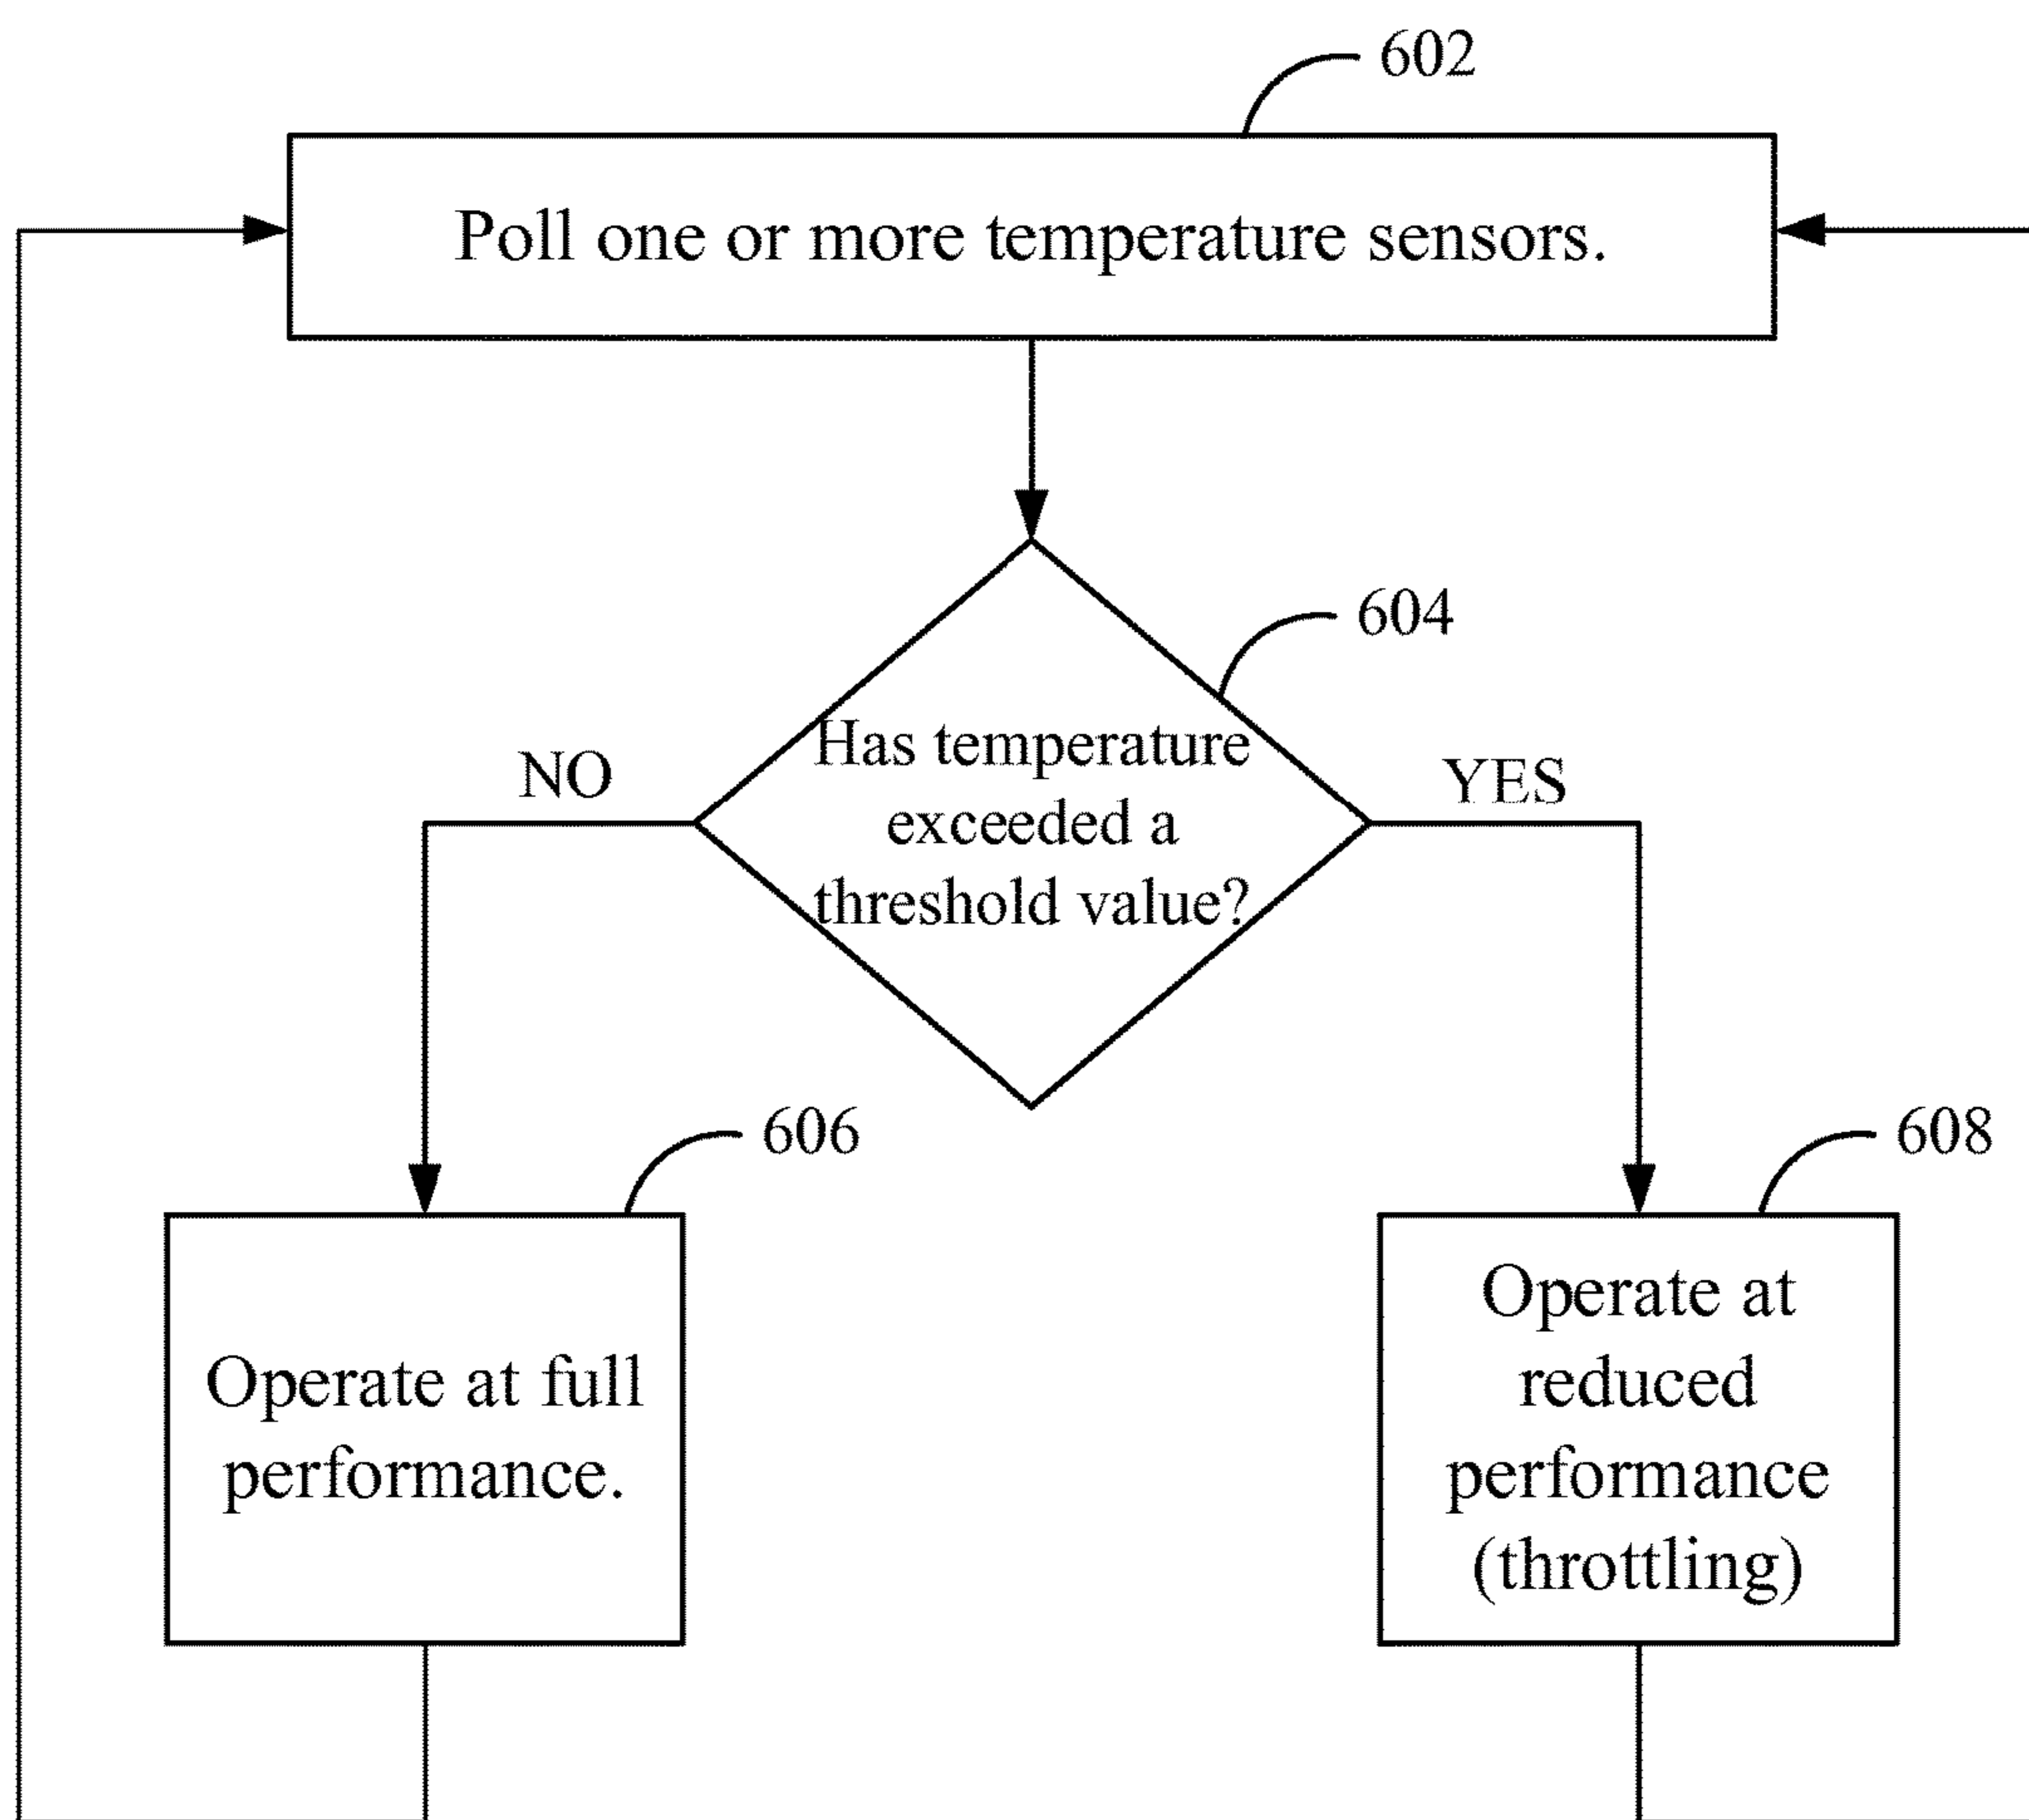 602
Poll one or more temperature sensors.
604
Has temperature
exceeded a
threshold value?
NO
YES
606
608
Operate at full
performance.
Operate at
reduced
performance
(throttling)